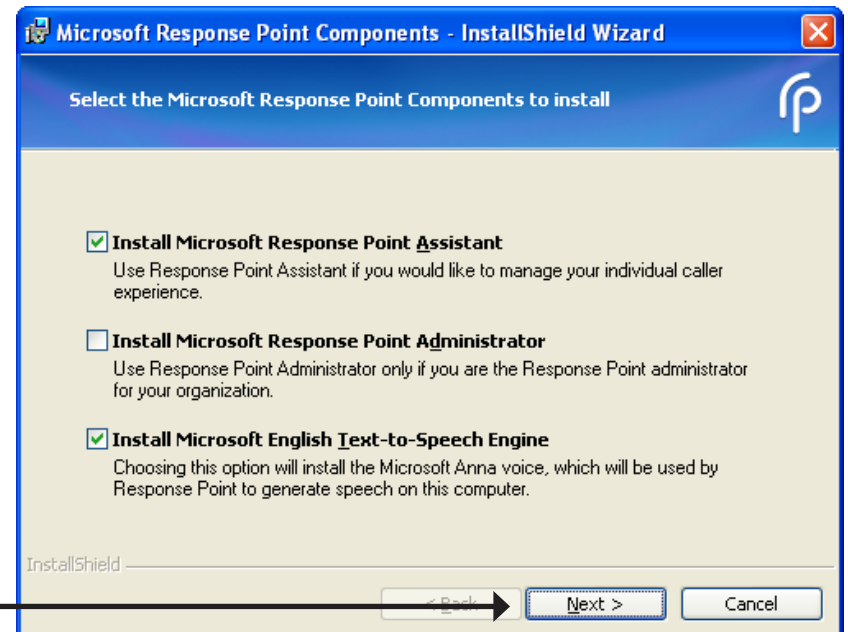 Microsoft Response Point Components - InstallShield Wizard
Select the Microsoft Response Point Components to install
Install Microsoft Response Point Assistant
Use Response Point Assistant if you would like to manage your individual caller
experience.
Install Microsoft Response Point Administrator
Use Response Point Administrator only if you are the Response Point administrator
for your organization.
Install Microsoft English Text-to-Speech Engine
Choosing this option will install the Microsoft Anna voice, which will be used by
Response Point to generate speech on this computer.
InstallShield
< Back Next > Cancel